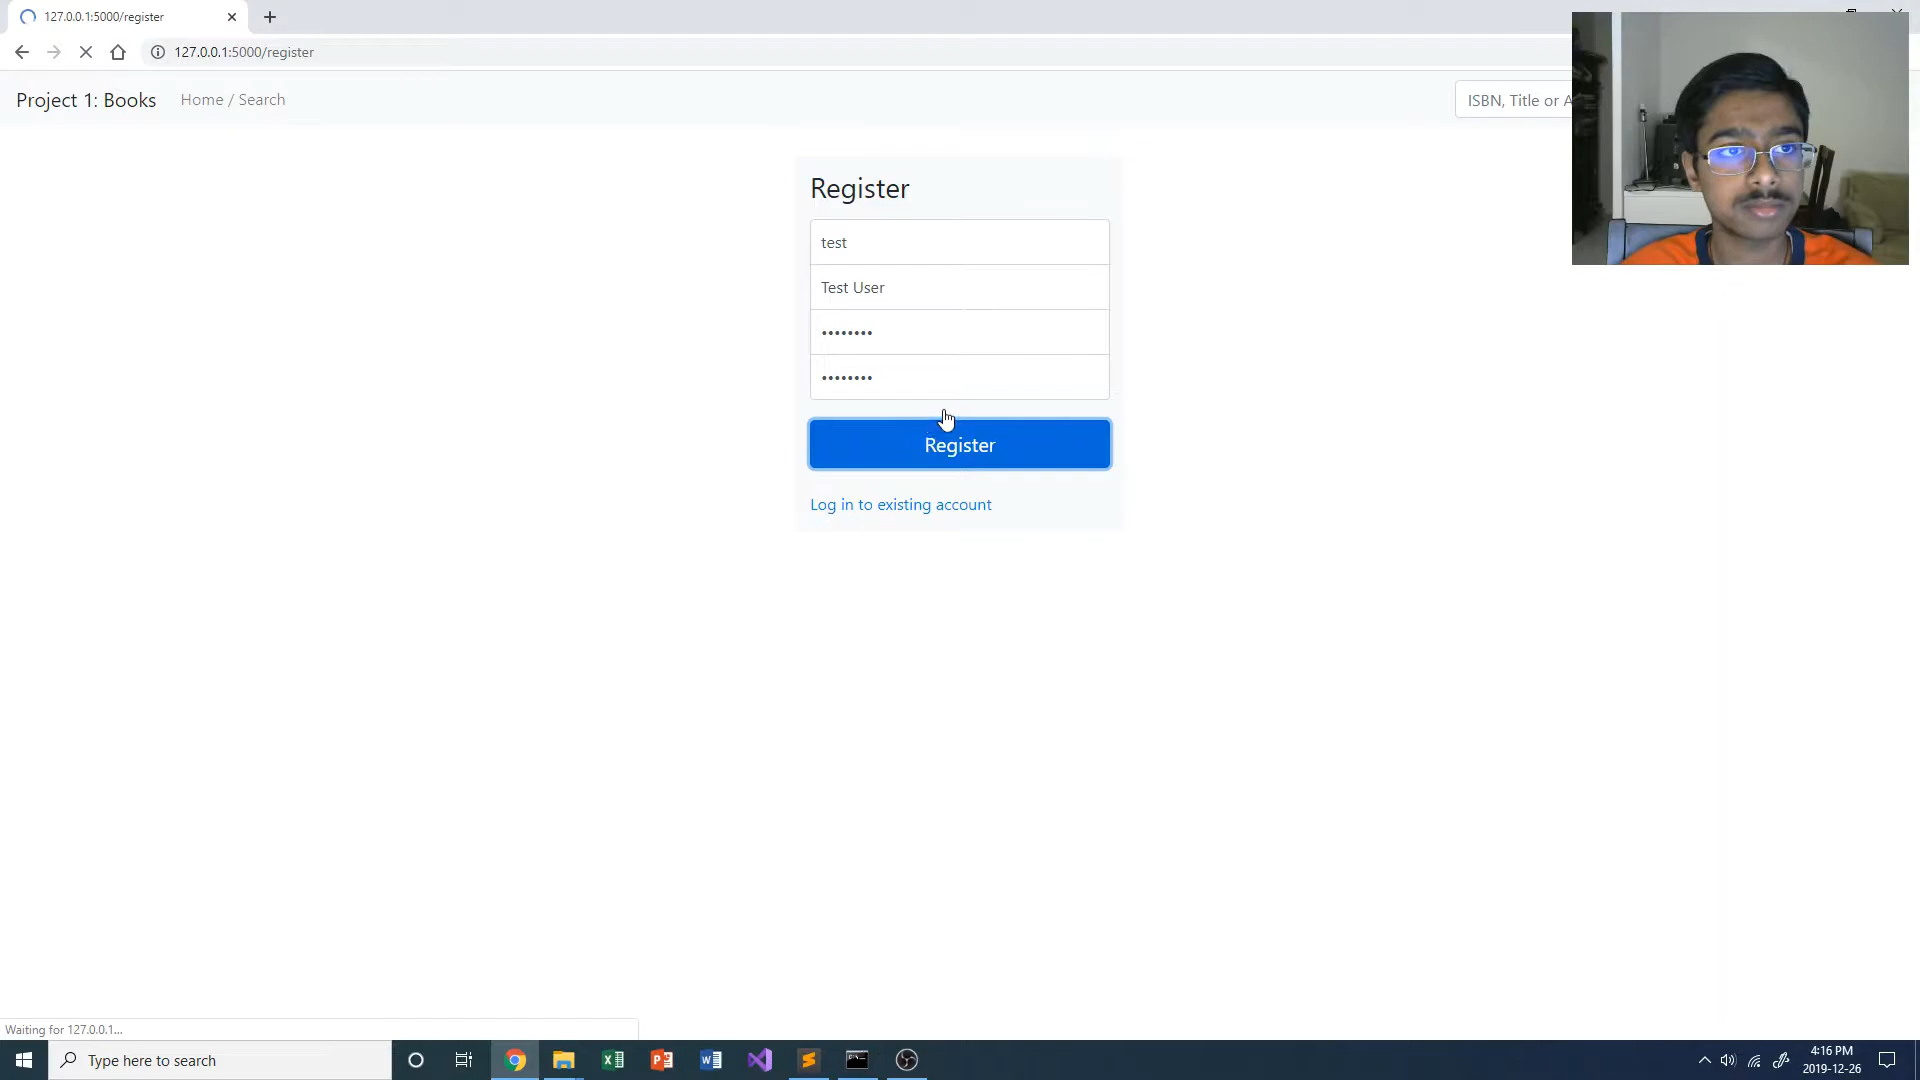 127.0.0.1:5000/register
127.0.0.1:5000/register
Project 1: Books
Home / Search
ISBN, Title or A
Register
test
Test User
••••••••
••••••••
Register
Log in to existing account
Waiting for 127.0.0.1...
Type here to search
4:16 PM
2019-12-26